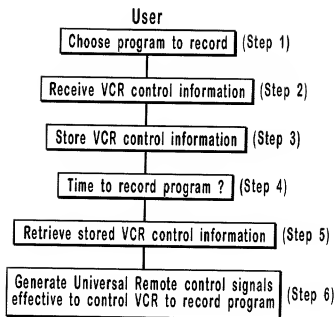 User
Choose program to record (Step 1)
Receive VCR control information (Step 2)
Store VCR control information (Step 3)
Time to record program ? (Step 4)
Retrieve stored VCR control information (Step 5)
Generate Universal Remote control signals
effective to control VCR to record program (Step 6)